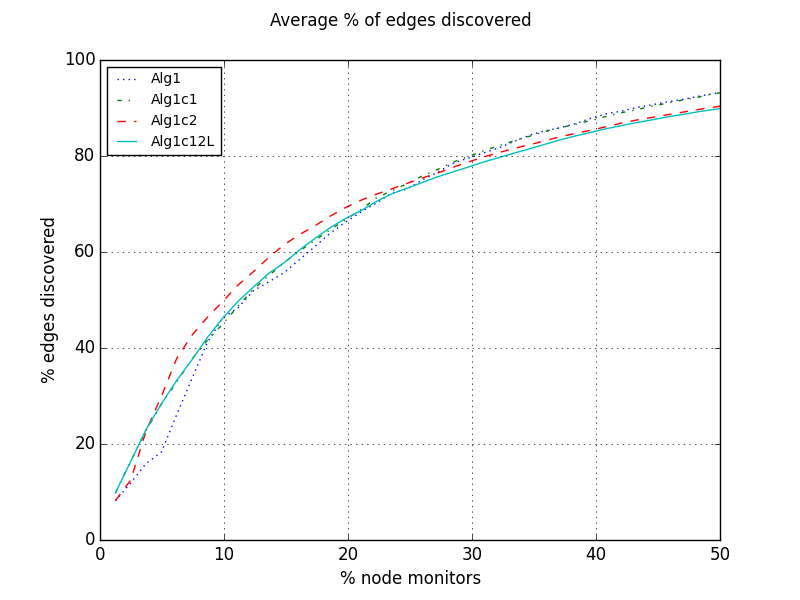 Average % of edges discovered
100
80
60
40
20
0
% edges discovered
Alg1
Alg1c1
Alg1c2
Alg1c12L
0 10 20 30 40 50
% node monitors